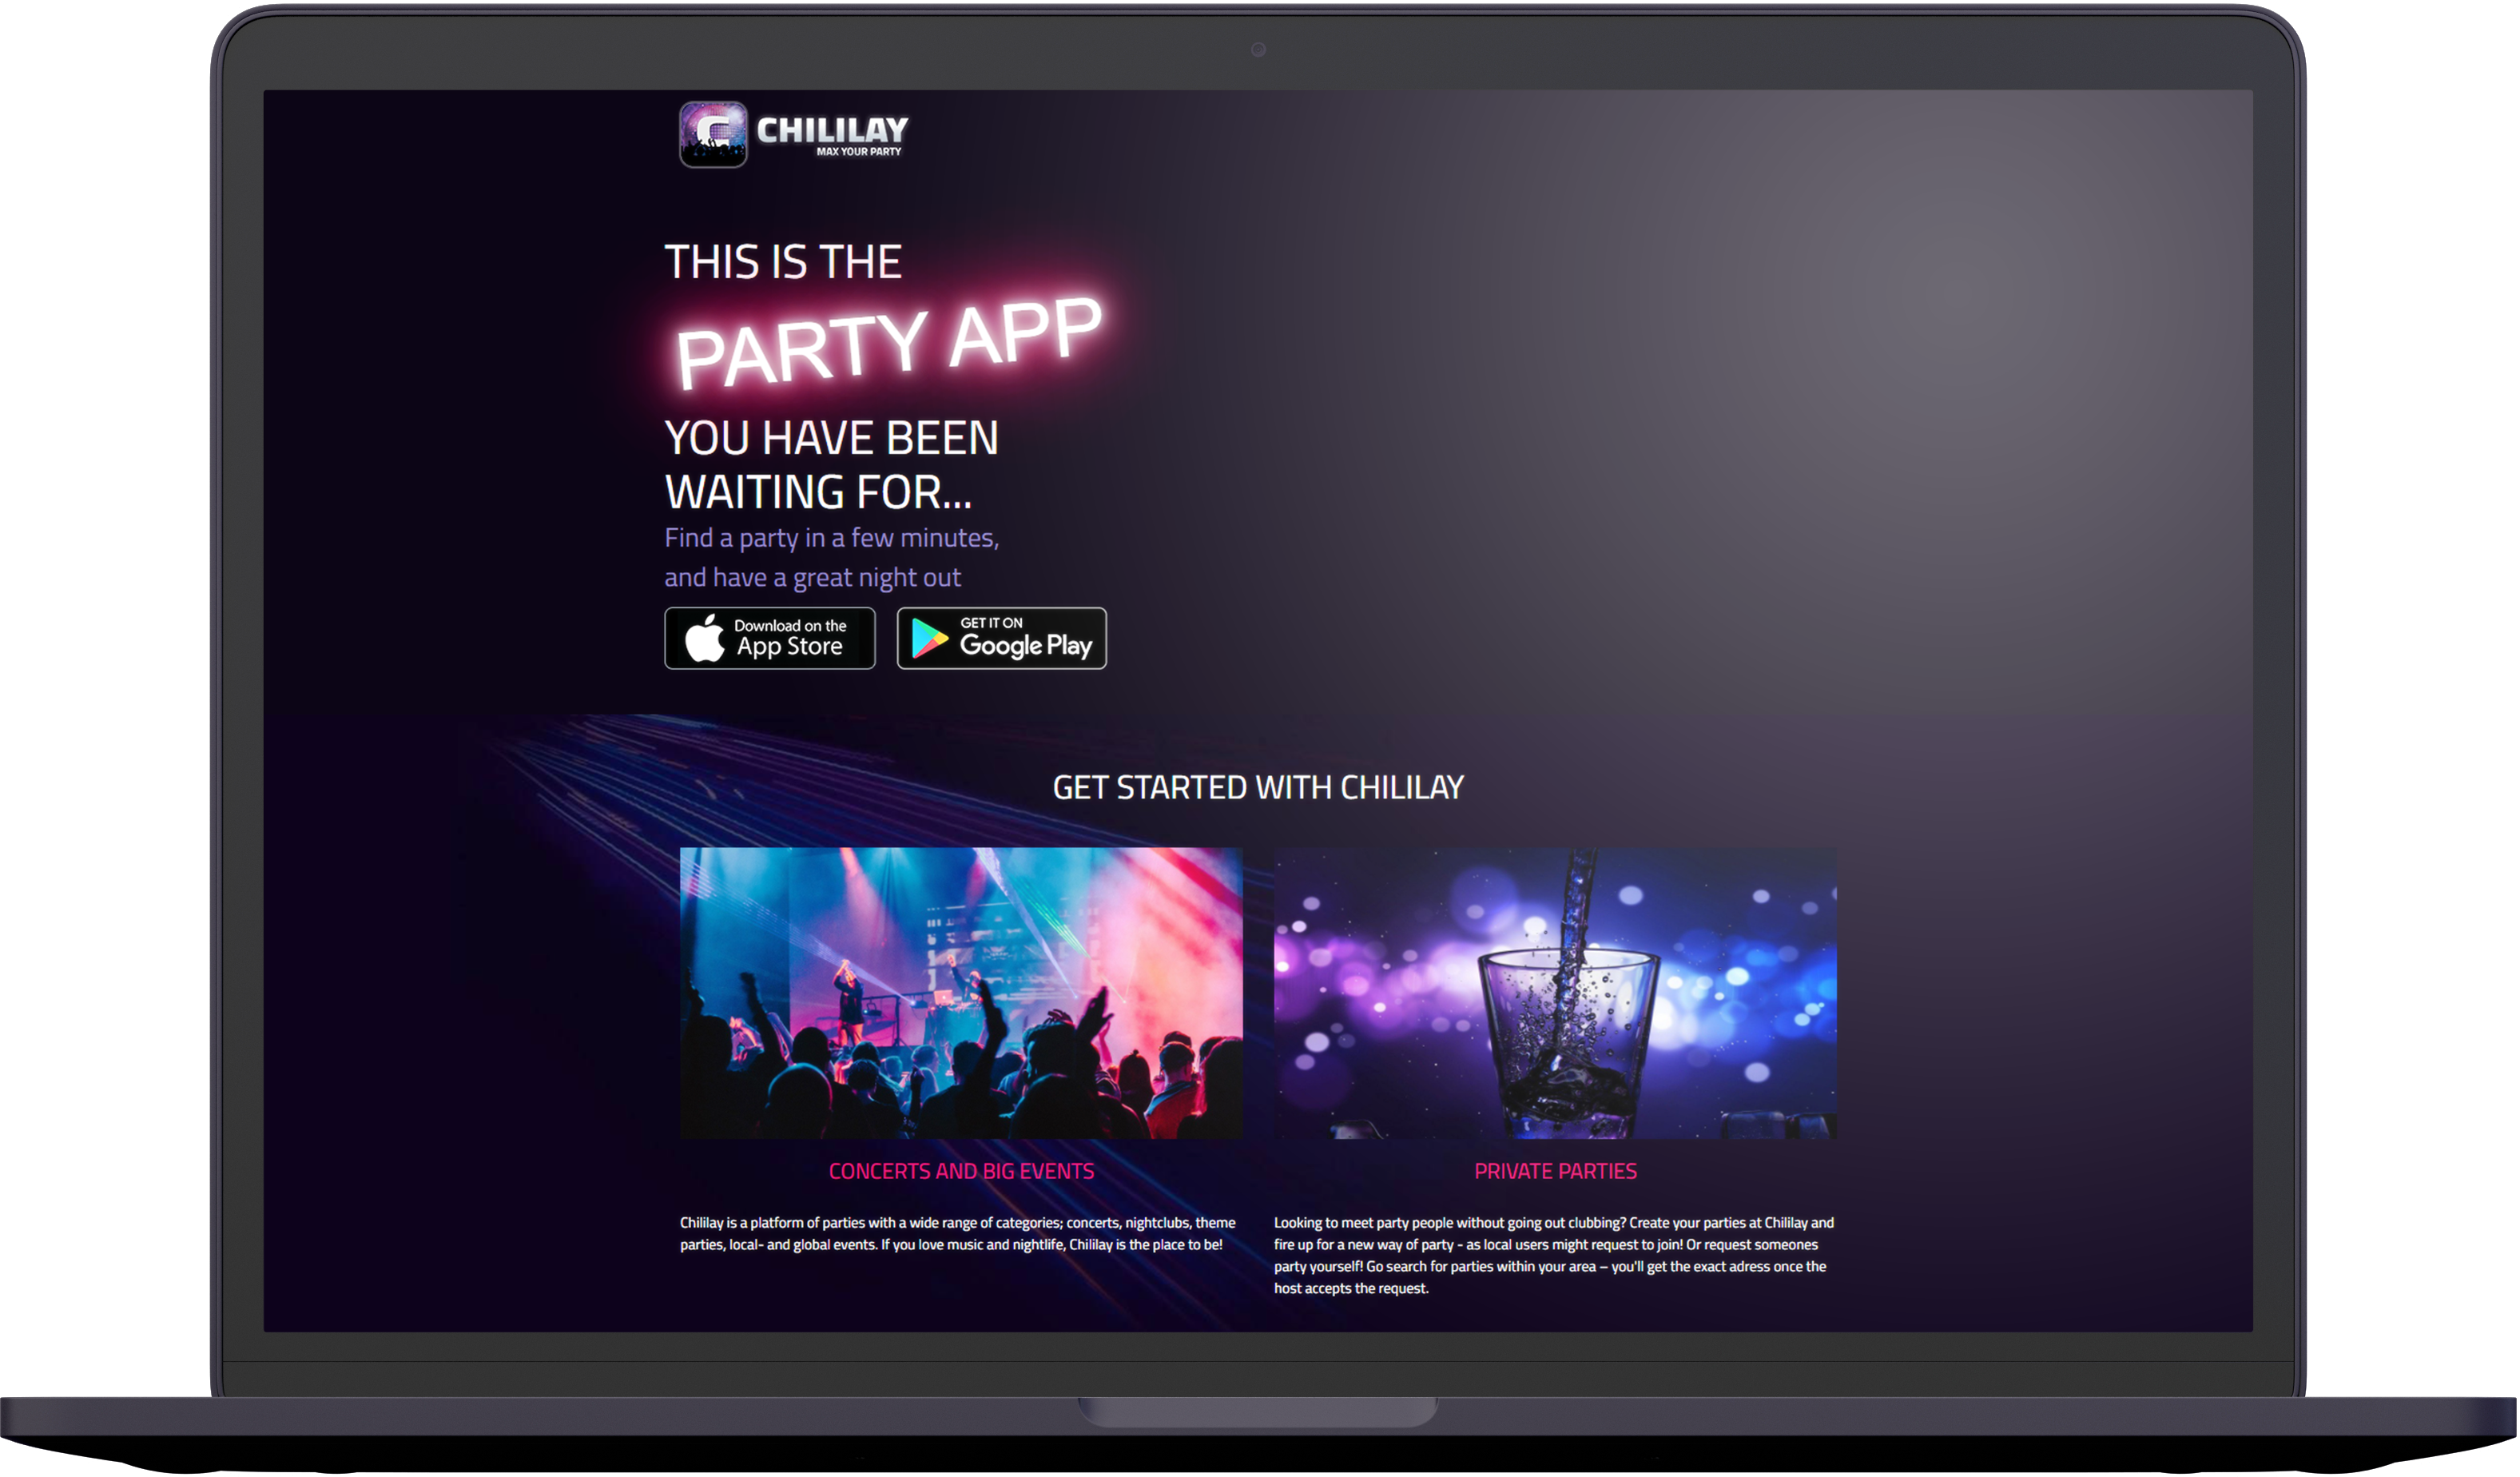 CHILILAY
MAX YOUR PARTY
THIS IS THE
PARTY APP
YOU HAVE BEEN
WAITING FOR...
Find a party in a few minutes,
and have a great night out
Download on the
App Store
GET IT ON
Google Play
GET STARTED WITH CHILILAY
CONCERTS AND BIG EVENTS
Chililay is a platform of parties with a wide range of categories; concerts, nightclubs, theme
parties, local- and global events. If you love music and nightlife, Chililay is the place to be!
PRIVATE PARTIES
Looking to meet party people without going out clubbing? Create your parties at Chililay and
fire up for a new way of party - as local users might request to join! Or request someones
party yourself! Go search for parties within your area – you'll get the exact adress once the
host accepts the request.